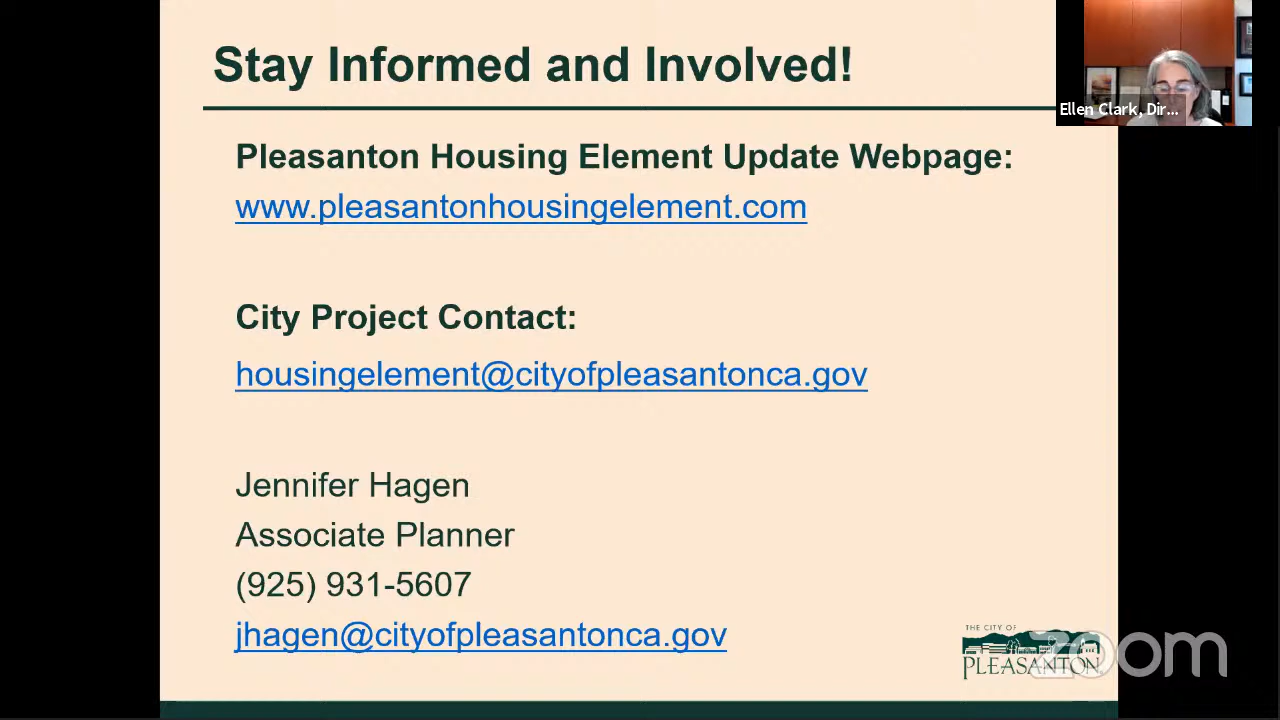 Stay Informed and Involved!
Ellen Clark, Dir...
Pleasanton Housing Element Update Webpage:
www.pleasantonhousingelement.com
City Project Contact:
housingelement@cityofpleasantonca.gov
Jennifer Hagen
Associate Planner
(925) 931-5607
jhagen@cityofpleasantonca.gov
THE CITY OF
PLEASANTON
zoom